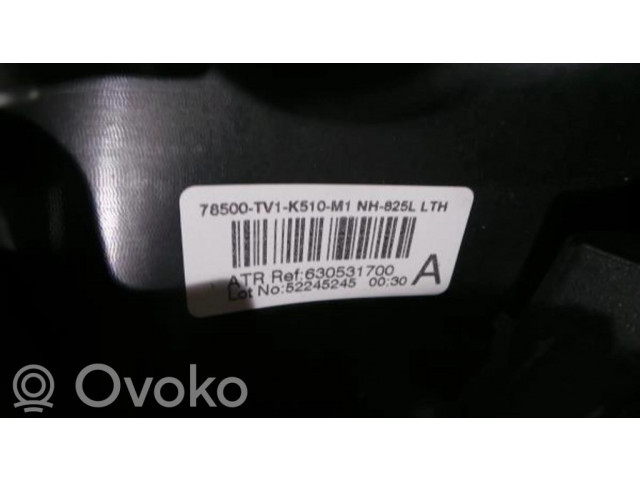 78500-TV1-K510-M1 NH-825L LTH
ATR Ref:630531700
Lot No:52245245 00:30
A
Ovoko